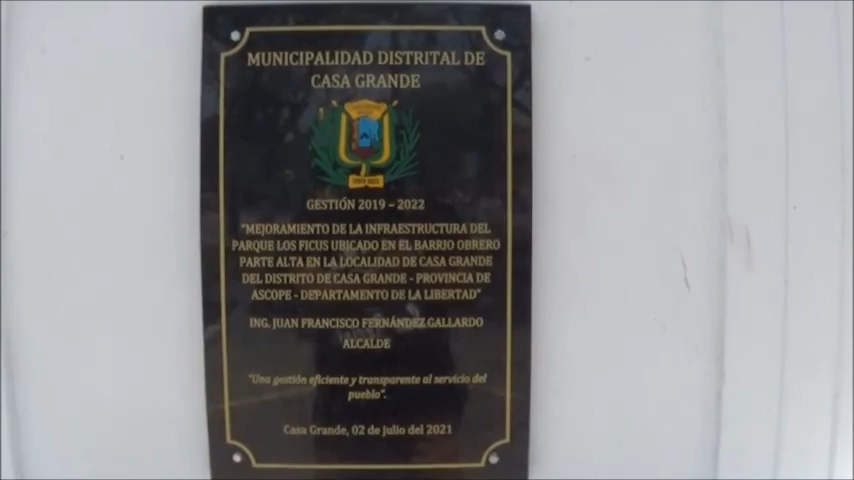 MUNICIPALIDAD DISTRITAL DE
CASA GRANDE
GESTIÓN 2019 – 2022
"MEJORAMIENTO DE LA INFRAESTRUCTURA DEL
PARQUE LOS FICUS UBICADO EN EL BARRIO OBRERO
PARTE ALTA EN LA LOCALIDAD DE CASA GRANDE
DEL DISTRITO DE CASA GRANDE - PROVINCIA DE
ASCOPE - DEPARTAMENTO DE LA LIBERTAD"
ING. JUAN FRANCISCO FERNÁNDEZ GALLARDO
ALCALDE
"Una gestión eficiente y transparente al servicio del
pueblo".
Casa Grande, 02 de julio del 2021